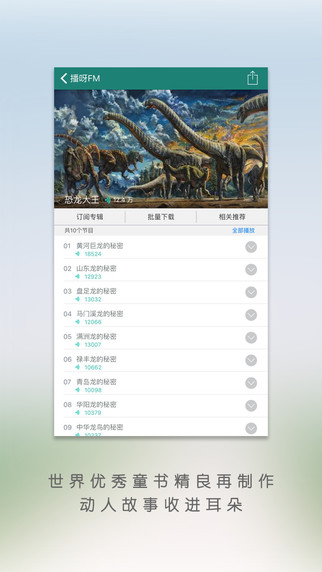 播呀FM
恐龙大王 12.4 万
订阅专辑 批量下载 相关推荐
共10个节目 全部播放
01 黄河巨龙的秘密
18524
02 山东龙的秘密
12923
03 盘足龙的秘密
13032
04 马门溪龙的秘密
12066
05 满洲龙的秘密
13007
06 禄丰龙的秘密
10662
07 青岛龙的秘密
10098
08 华阳龙的秘密
10379
09 中华龙鸟的秘密
10232
世界优秀童书精良再制作
动人故事收进耳朵